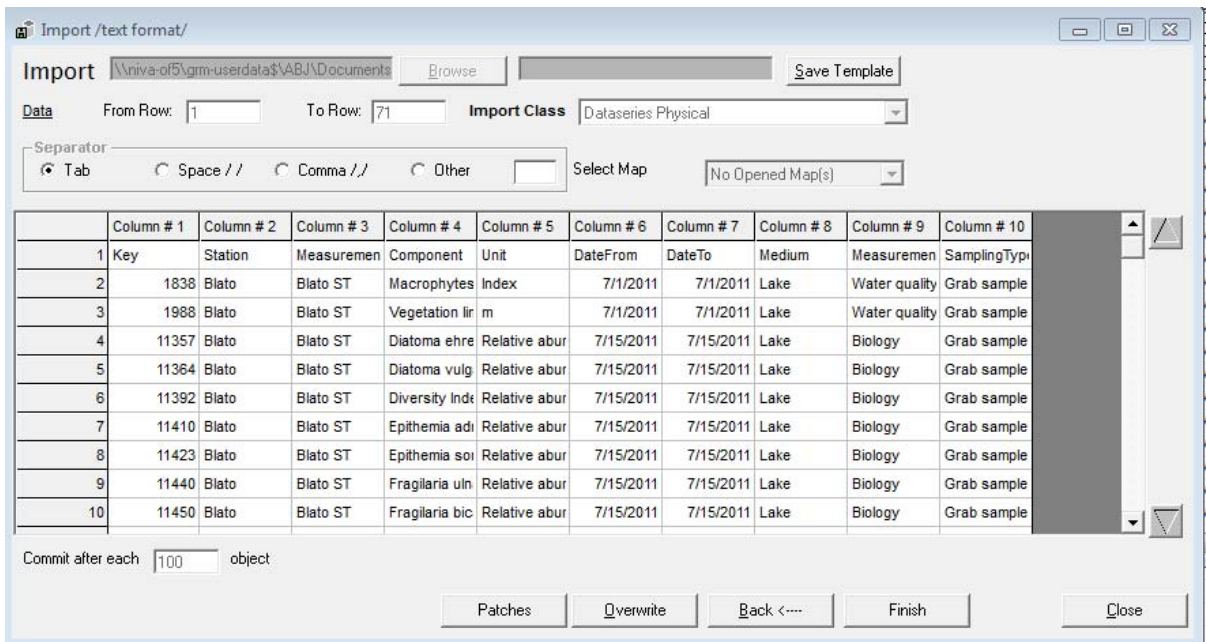 Import /text format/
Import \\niva-of5\grm-userdata$\ABJ\Documents Browse Save Template
Data From Row: 1 To Row: 71 Import Class Dataseries Physical
Separator
Tab Space / / Comma /,/ Other Select Map No Opened Map(s)
Column # 1 Column # 2 Column # 3 Column # 4 Column # 5 Column # 6 Column # 7 Column # 8 Column # 9 Column # 10
1 Key Station Measuremen Component Unit DateFrom DateTo Medium Measuremen SamplingType
2 1838 Blato Blato ST Macrophytes Index 7/1/2011 7/1/2011 Lake Water quality Grab sample
3 1988 Blato Blato ST Vegetation lir m 7/1/2011 7/1/2011 Lake Water quality Grab sample
4 11357 Blato Blato ST Diatoma ehre Relative abur 7/15/2011 7/15/2011 Lake Biology Grab sample
5 11364 Blato Blato ST Diatoma vulg Relative abur 7/15/2011 7/15/2011 Lake Biology Grab sample
6 11392 Blato Blato ST Diversity Inde Relative abur 7/15/2011 7/15/2011 Lake Biology Grab sample
7 11410 Blato Blato ST Epithemia adı Relative abur 7/15/2011 7/15/2011 Lake Biology Grab sample
8 11423 Blato Blato ST Epithemia sor Relative abur 7/15/2011 7/15/2011 Lake Biology Grab sample
9 11440 Blato Blato ST Fragilaria uln Relative abur 7/15/2011 7/15/2011 Lake Biology Grab sample
10 11450 Blato Blato ST Fragilaria bic Relative abur 7/15/2011 7/15/2011 Lake Biology Grab sample
Commit after each 100 object
Patches Overwrite Back <---- Finish Close